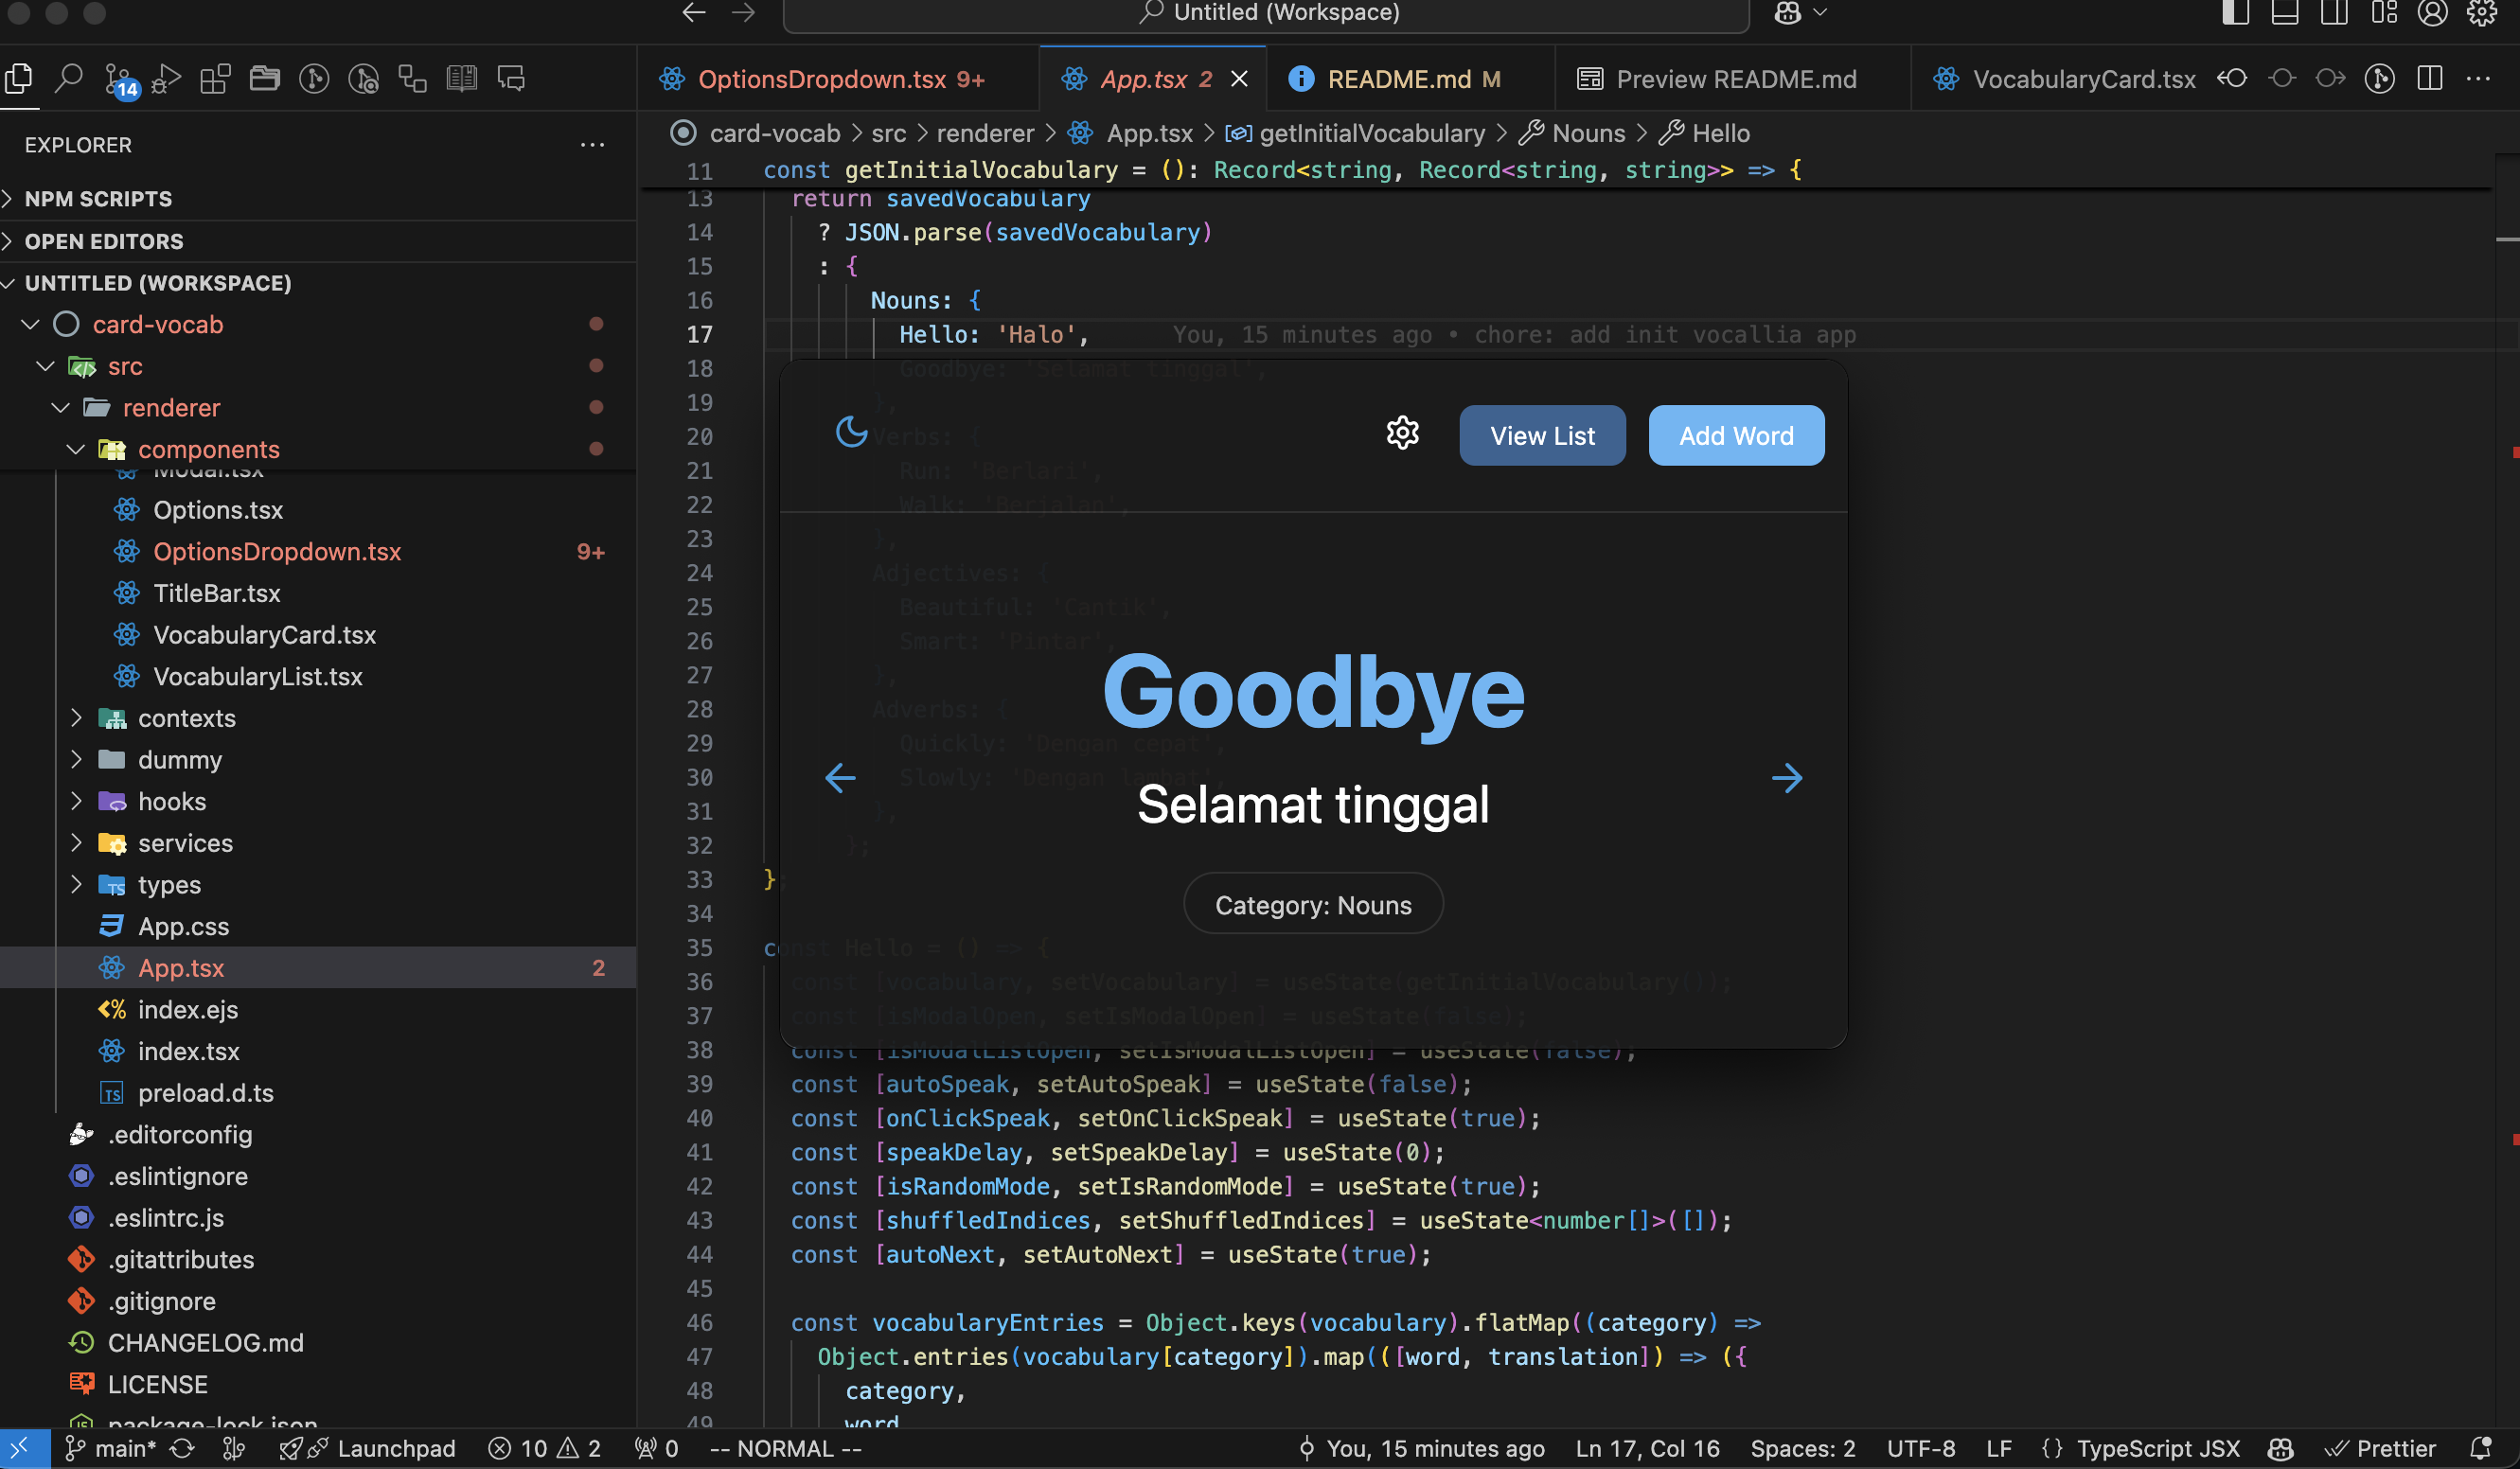 Untitled (Workspace)
14
OptionsDropdown.tsx 9+
App.tsx 2
README.md M
Preview README.md
VocabularyCard.tsx
EXPLORER
NPM SCRIPTS
OPEN EDITORS
UNTITLED (WORKSPACE)
card-vocab
src
renderer
components
Modal.tsx
Options.tsx
OptionsDropdown.tsx 9+
TitleBar.tsx
VocabularyCard.tsx
VocabularyList.tsx
contexts
dummy
hooks
services
types
App.css
App.tsx 2
index.ejs
index.tsx
preload.d.ts
.editorconfig
.eslintignore
.eslintrc.js
.gitattributes
.gitignore
CHANGELOG.md
LICENSE
package-lock.json
card-vocab > src > renderer > App.tsx > getInitialVocabulary > Nouns > Hello
11 const getInitialVocabulary = (): Record<string, Record<string, string>> => {
13 return savedVocabulary
14 ? JSON.parse(savedVocabulary)
15 : {
16 Nouns: {
17 Hello: 'Halo', You, 15 minutes ago • chore: add init vocallia app
18 Goodbye: 'Selamat tinggal',
19 },
20 Verbs: {
21 Run: 'Berlari',
22 Walk: 'Berjalan',
23 },
24 Adjectives: {
25 Beautiful: 'Cantik',
26 Smart: 'Pintar',
27 },
28 Adverbs: {
29 Quickly: 'Dengan cepat',
30 Slowly: 'Dengan lambat',
31 },
32 };
33 };
34
35 const Hello = () => {
36 const [vocabulary, setVocabulary] = useState(getInitialVocabulary());
37 const [isModalOpen, setIsModalOpen] = useState(false);
38 const [isModalListOpen, setIsModalListOpen] = useState(false);
39 const [autoSpeak, setAutoSpeak] = useState(false);
40 const [onClickSpeak, setOnClickSpeak] = useState(true);
41 const [speakDelay, setSpeakDelay] = useState(0);
42 const [isRandomMode, setIsRandomMode] = useState(true);
43 const [shuffledIndices, setShuffledIndices] = useState<number[]>([]);
44 const [autoNext, setAutoNext] = useState(true);
45
46 const vocabularyEntries = Object.keys(vocabulary).flatMap((category) =>
47 Object.entries(vocabulary[category]).map(([word, translation]) => ({
48 category,
49 word
View List
Add Word
Goodbye
Selamat tinggal
Category: Nouns
main* Launchpad 10 2 0 -- NORMAL -- You, 15 minutes ago Ln 17, Col 16 Spaces: 2 UTF-8 LF {} TypeScript JSX Prettier